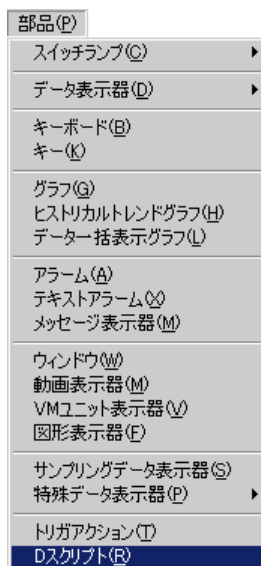 部品(P)
スイッチランプ(C)
データ表示器(D)
キーボード(B)
キー(K)
グラフ(G)
ヒストリカルトレンドグラフ(H)
データ一括表示グラフ(L)
アラーム(A)
テキストアラーム(X)
メッセージ表示器(M)
ウィンドウ(W)
動画表示器(M)
VMユニット表示器(V)
図形表示器(F)
サンプリングデータ表示器(S)
特殊データ表示器(P)
トリガアクション(T)
Dスクリプト(R)